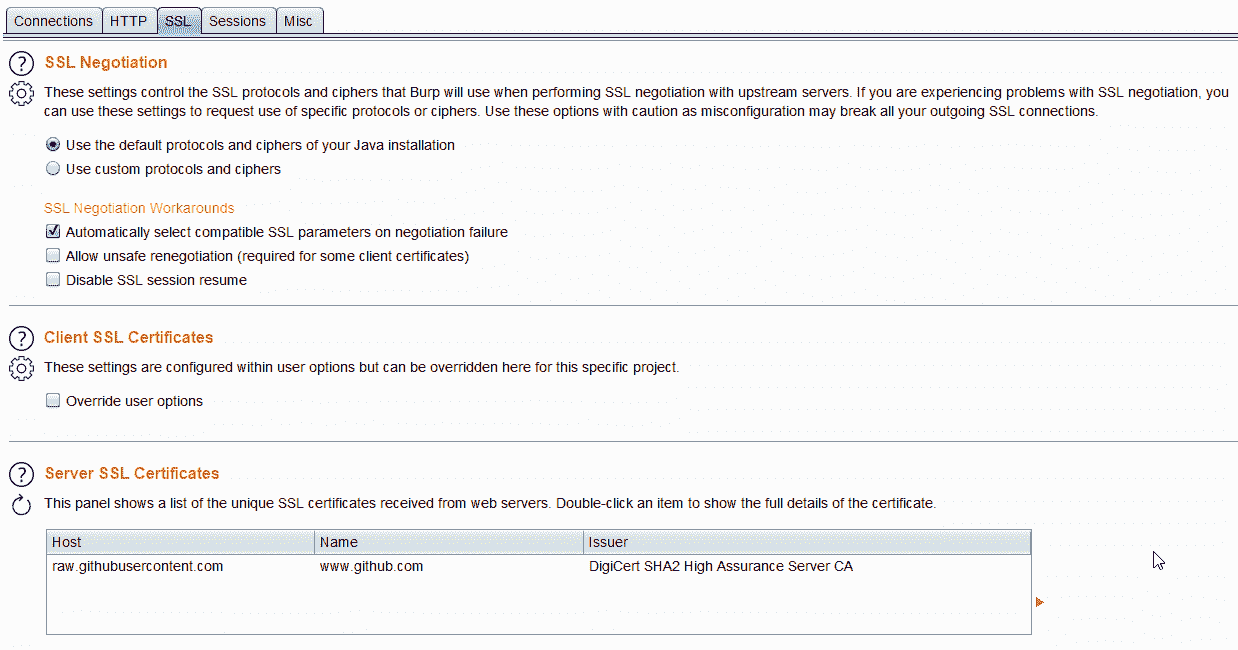 Connections HTTP SSL Sessions Misc
? SSL Negotiation
These settings control the SSL protocols and ciphers that Burp will use when performing SSL negotiation with upstream servers. If you are experiencing problems with SSL negotiation, you
can use these settings to request use of specific protocols or ciphers. Use these options with caution as misconfiguration may break all your outgoing SSL connections.
Use the default protocols and ciphers of your Java installation
Use custom protocols and ciphers
SSL Negotiation Workarounds
Automatically select compatible SSL parameters on negotiation failure
Allow unsafe renegotiation (required for some client certificates)
Disable SSL session resume
? Client SSL Certificates
These settings are configured within user options but can be overridden here for this specific project.
Override user options
? Server SSL Certificates
This panel shows a list of the unique SSL certificates received from web servers. Double-click an item to show the full details of the certificate.
Host Name Issuer
raw.githubusercontent.com www.github.com DigiCert SHA2 High Assurance Server CA